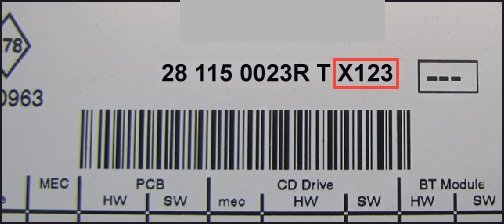 78
28 115 0023R T X123
---
0963
MEC PCB CD Drive BT Module
HW SW mec HW SW HW SW